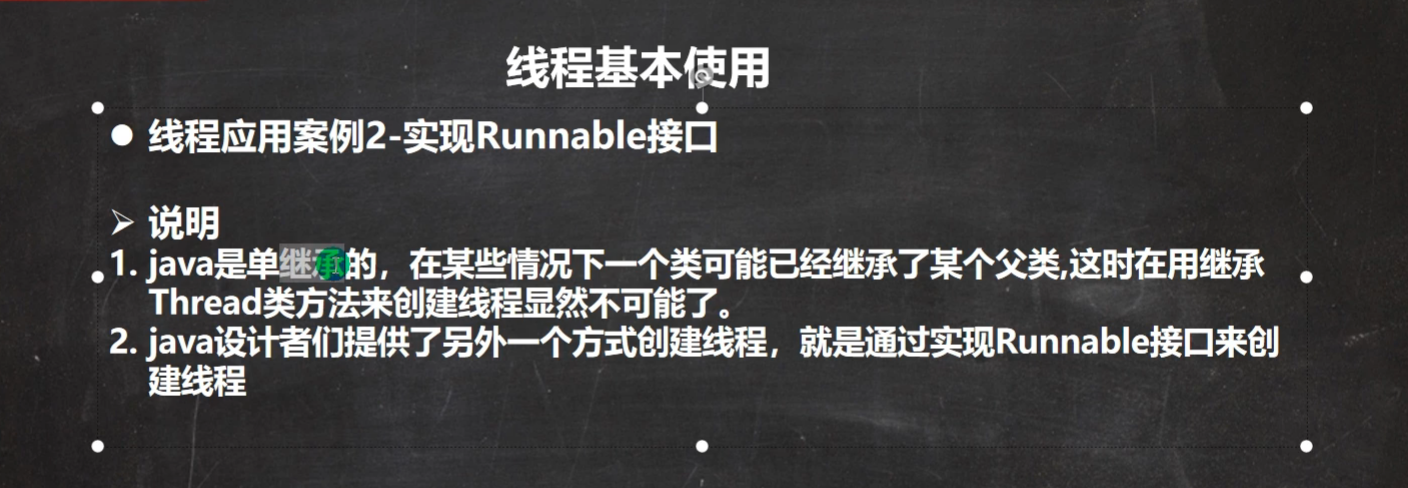 线程基本使用
● 线程应用案例2-实现Runnable接口
➢ 说明
1. java是单继承的，在某些情况下一个类可能已经继承了某个父类,这时在用继承
Thread类方法来创建线程显然不可能了。
2. java设计者们提供了另外一个方式创建线程，就是通过实现Runnable接口来创
建线程